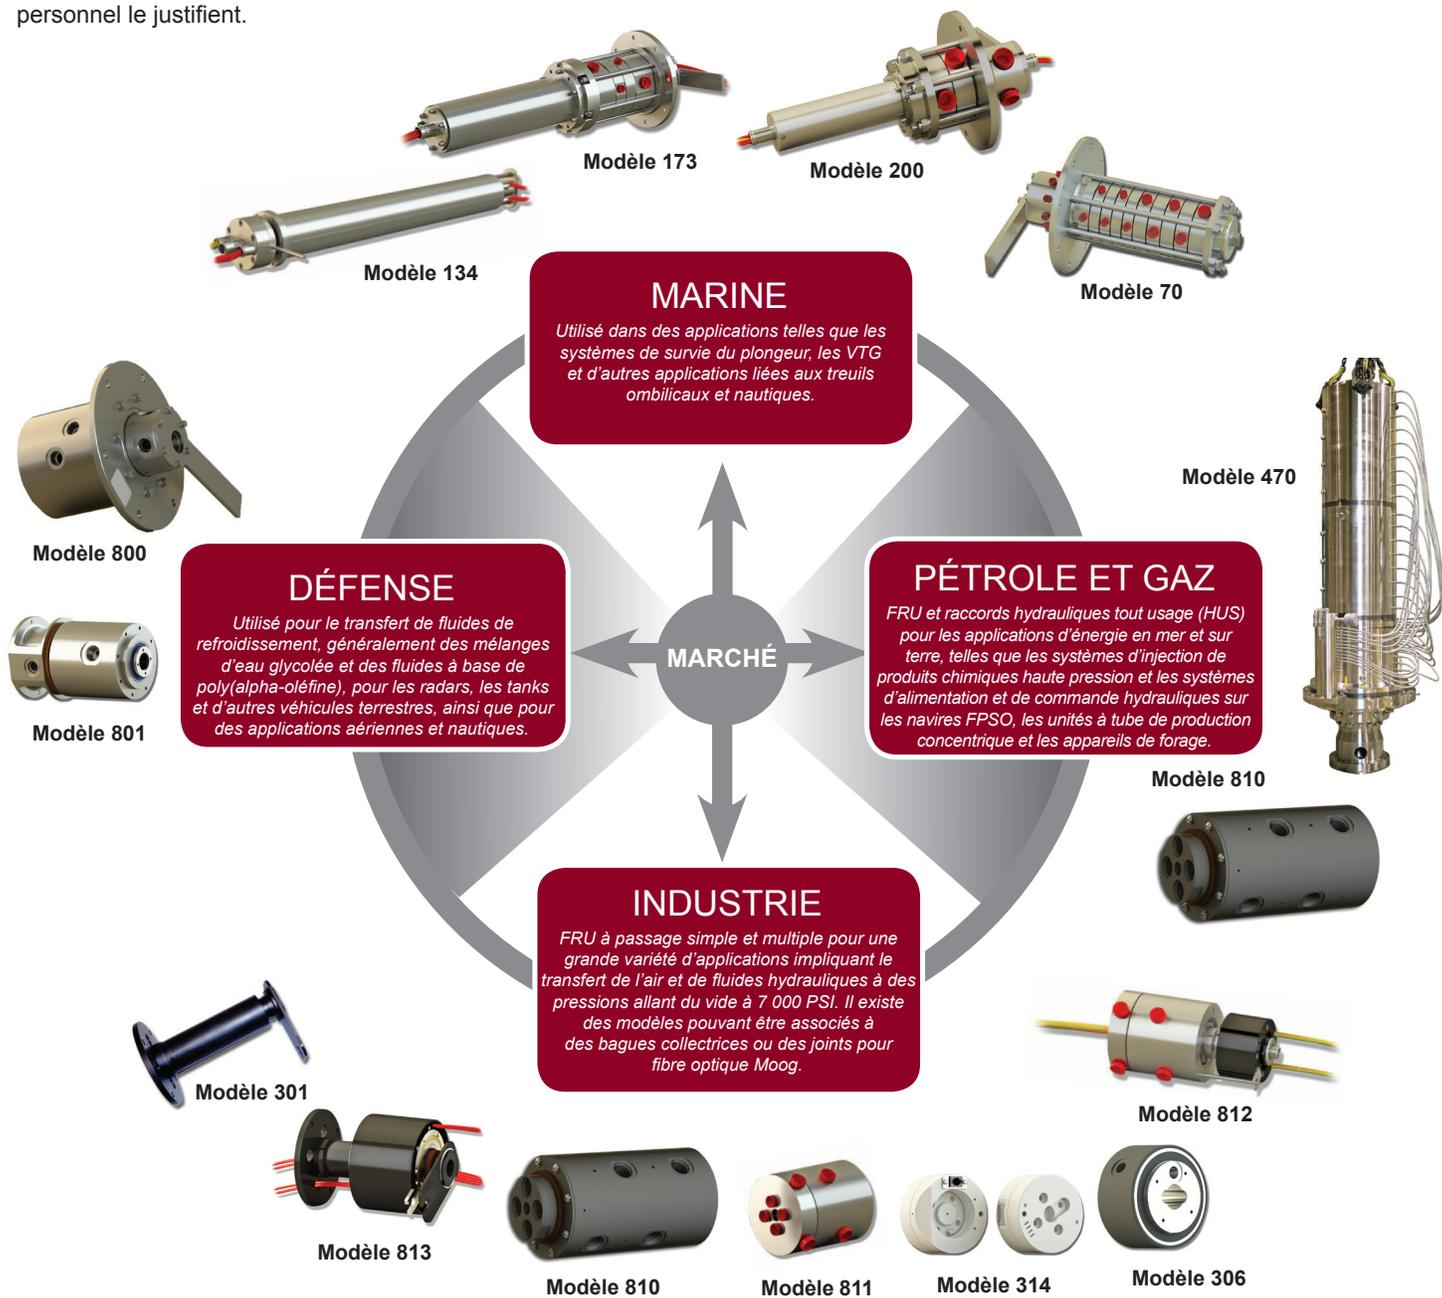 personnel le justifient.
Modèle 173
Modèle 200
Modèle 134
Modèle 70
MARINE
Utilisé dans des applications telles que les
systèmes de survie du plongeur, les VTG
et d’autres applications liées aux treuils
ombilicaux et nautiques.
Modèle 470
Modèle 800
DÉFENSE
Utilisé pour le transfert de fluides de
refroidissement, généralement des mélanges
d’eau glycolée et des fluides à base de
poly(alpha-oléfine), pour les radars, les tanks
et d’autres véhicules terrestres, ainsi que pour
des applications aériennes et nautiques.
Modèle 801
MARCHÉ
PÉTROLE ET GAZ
FRU et raccords hydrauliques tout usage (HUS)
pour les applications d’énergie en mer et sur
terre, telles que les systèmes d’injection de
produits chimiques haute pression et les systèmes
d’alimentation et de commande hydrauliques sur
les navires FPSO, les unités à tube de production
concentrique et les appareils de forage.
Modèle 810
INDUSTRIE
FRU à passage simple et multiple pour une
grande variété d’applications impliquant le
transfert de l’air et de fluides hydrauliques à des
pressions allant du vide à 7 000 PSI. Il existe
des modèles pouvant être associés à
des bagues collectrices ou des joints pour
fibre optique Moog.
Modèle 301
Modèle 812
Modèle 813
Modèle 810
Modèle 811
Modèle 314
Modèle 306